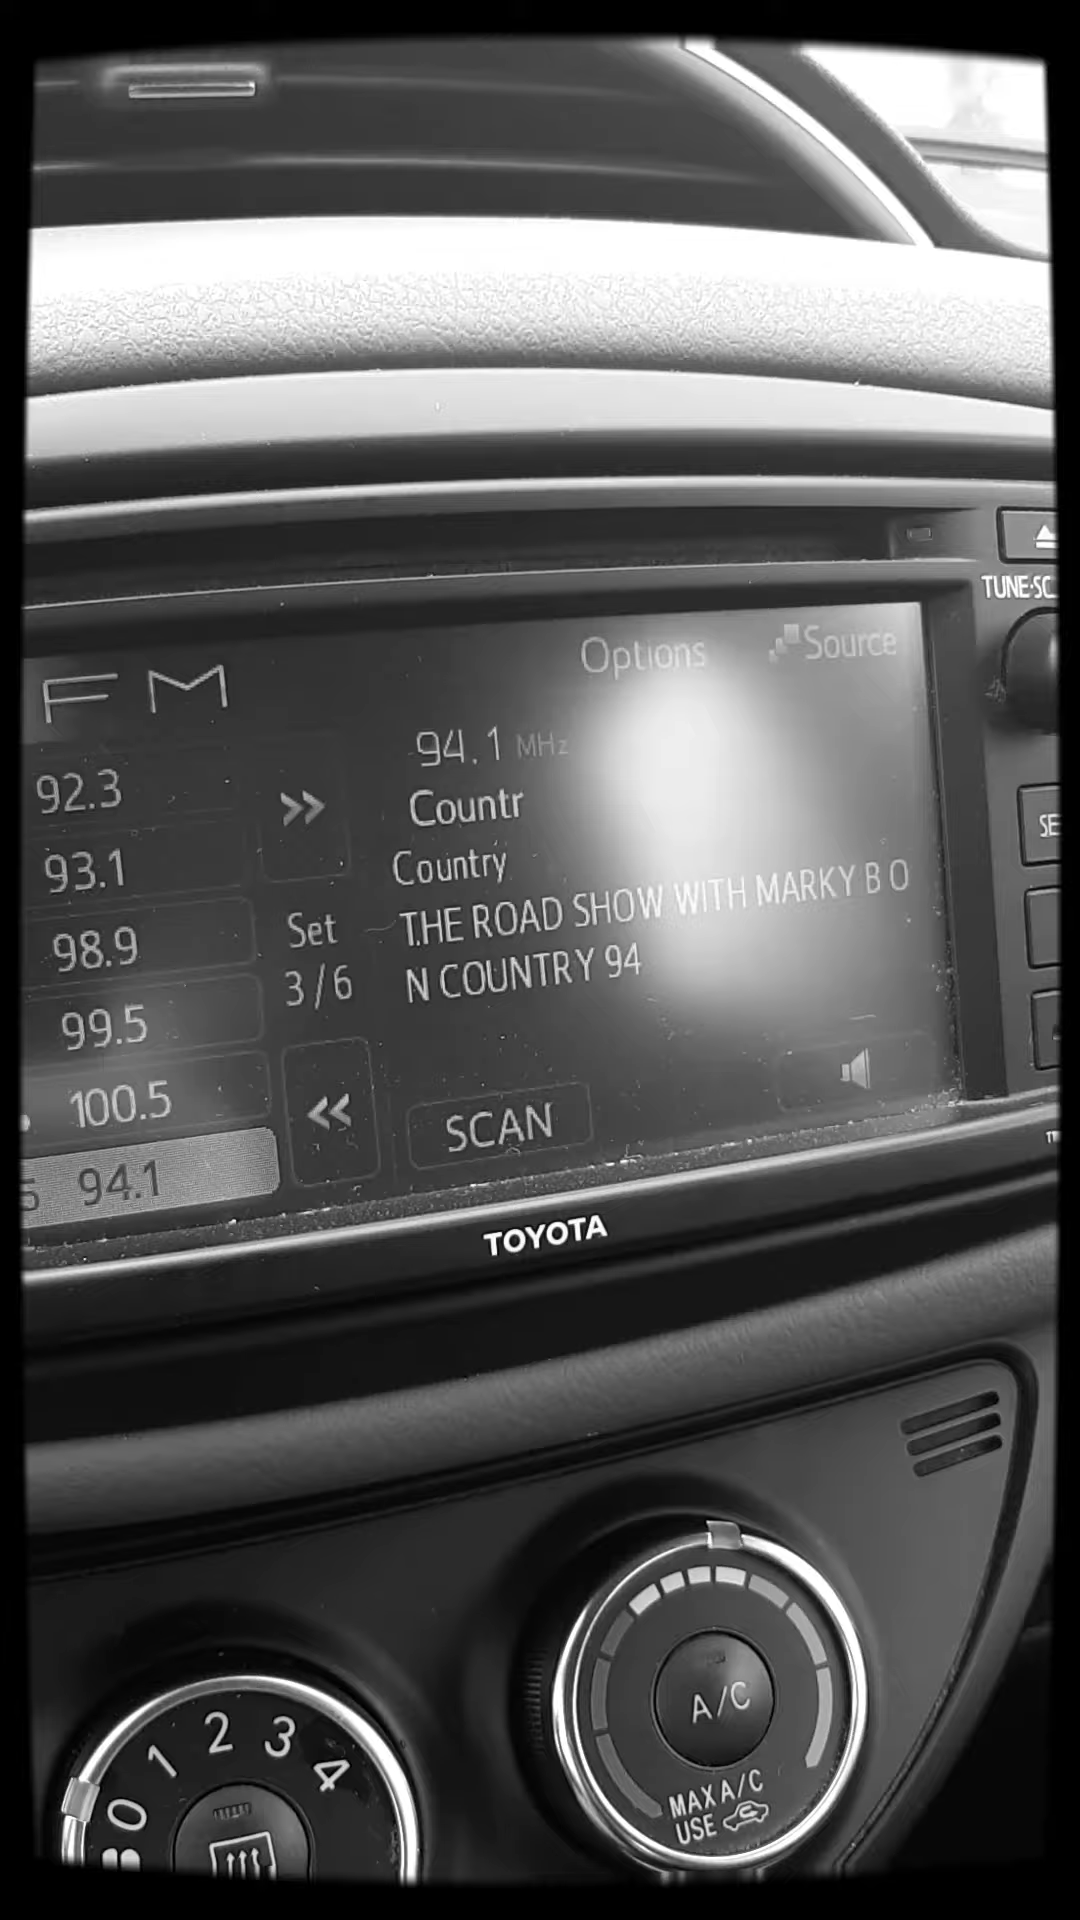 TUNE·SC
Options
Source
FM
94.1 MHz
92.3
Countr
93.1
Country
98.9
Set
THE ROAD SHOW WITH MARKY B O
3/6
N COUNTRY 94
99.5
100.5
SCAN
5 94.1
TOYOTA
SE
A/C
MAX A/C
USE
0 1 2 3 4